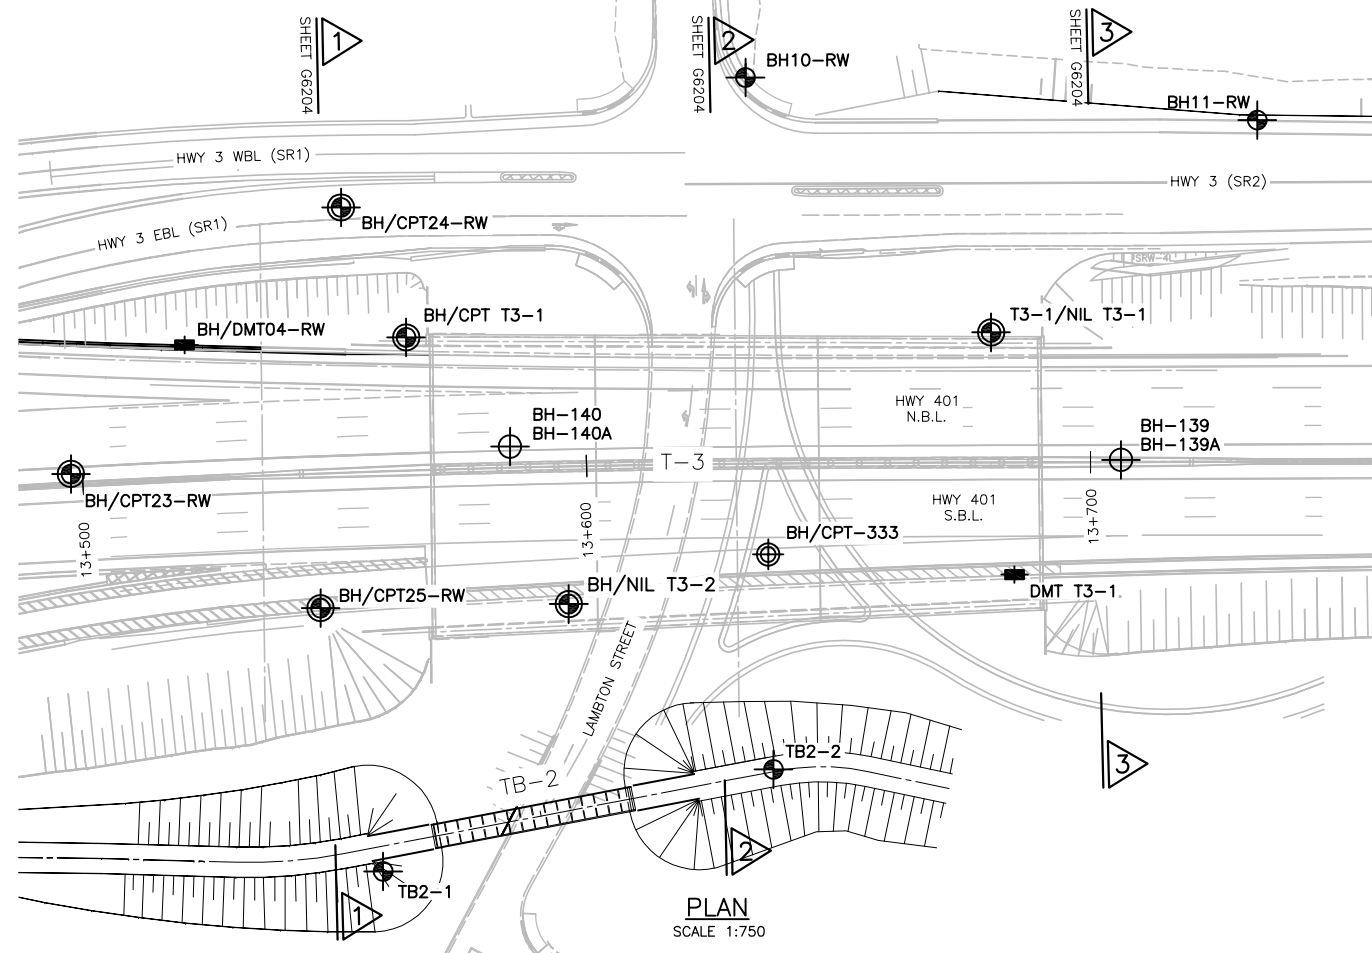 1
SHEET G6204
2
SHEET G6204
3
SHEET G6204
BH10-RW
BH11-RW
HWY 3 WBL (SR1)
HWY 3 (SR2)
BH/CPT24-RW
HWY 3 EBL (SR1)
SRW-4
BH/CPT T3-1
T3-1/NIL T3-1
BH/DMT04-RW
HWY 401
N.B.L.
BH-140
BH-140A
BH-139
BH-139A
T-3
BH/CPT23-RW
HWY 401
S.B.L.
13+500
13+600
13+700
BH/CPT-333
BH/CPT25-RW
BH/NIL T3-2
DMT T3-1
LAMBTON STREET
TB2-2
3
TB-2
2
TB2-1
1
PLAN
SCALE 1:750